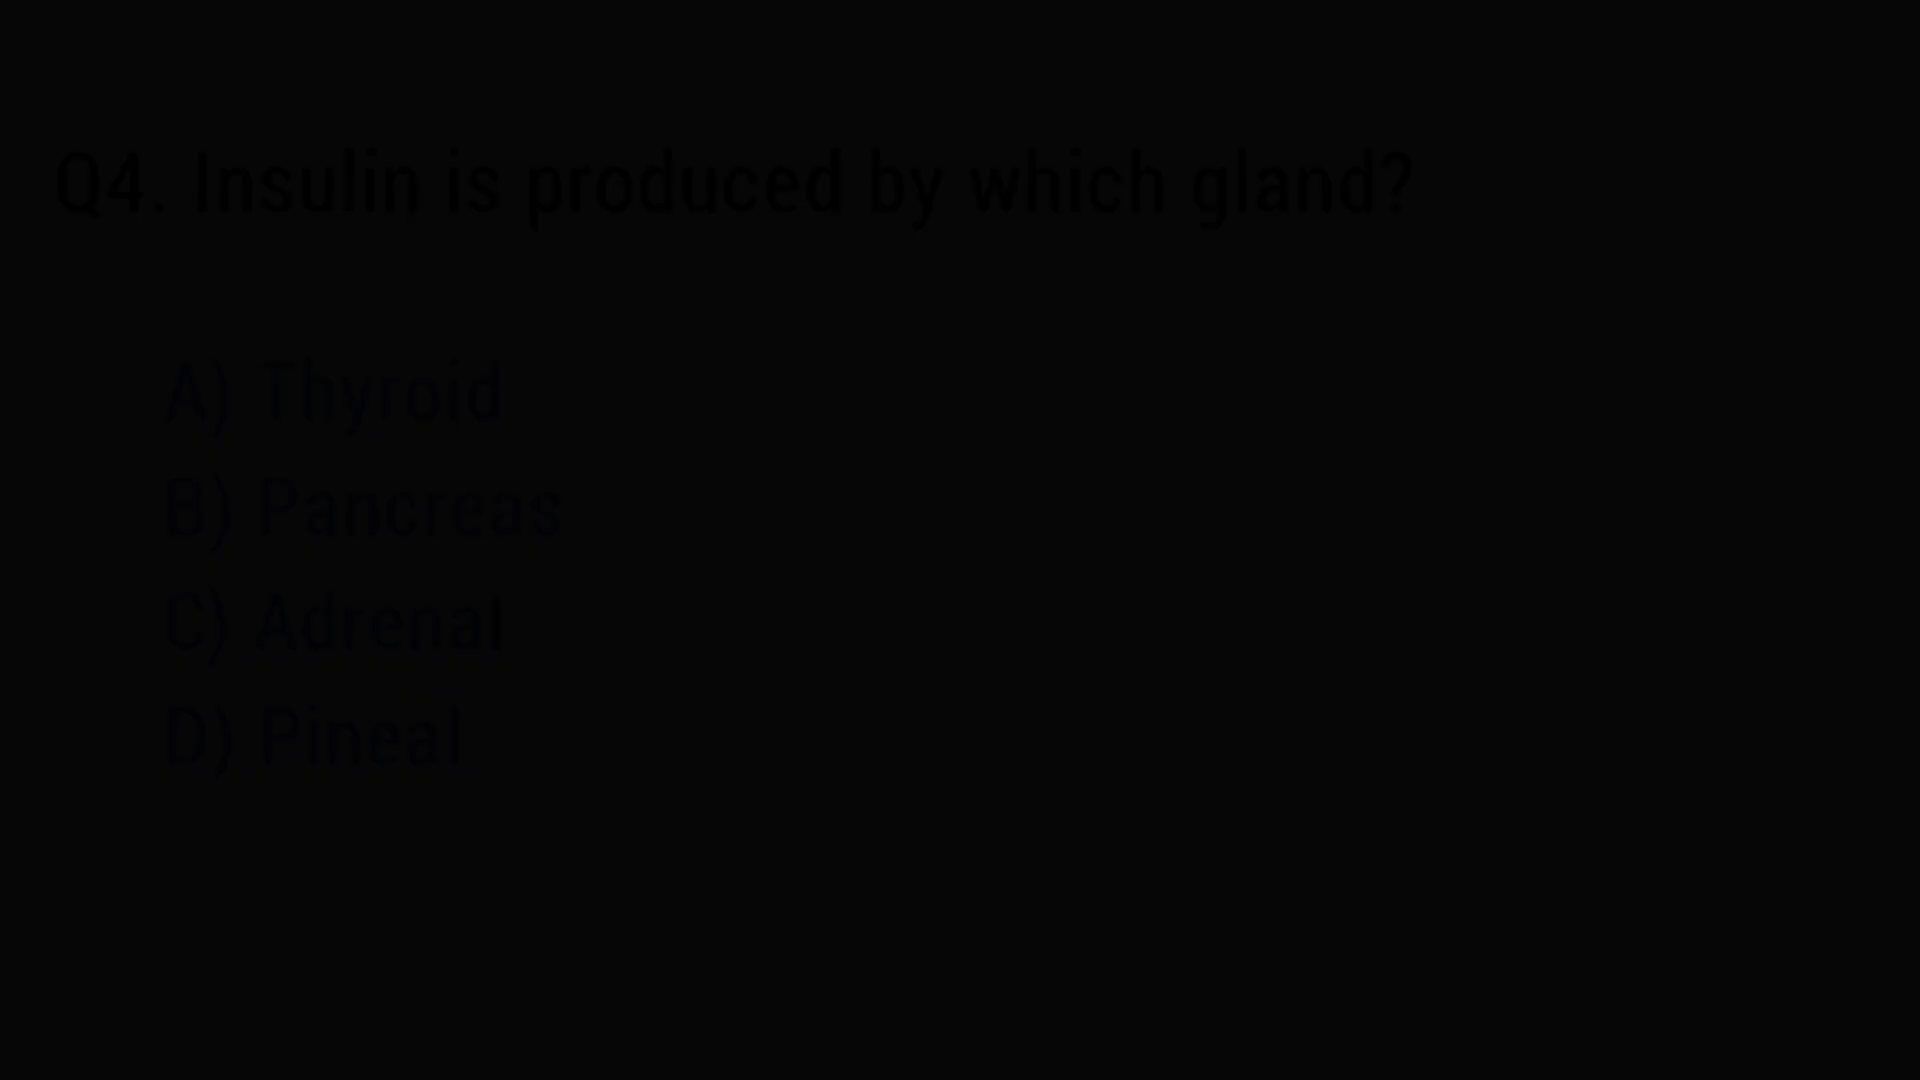 Q4. Insulin is produced by which gland?
A) Thyroid
B) Pancreas
C) Adrenal
D) Pineal